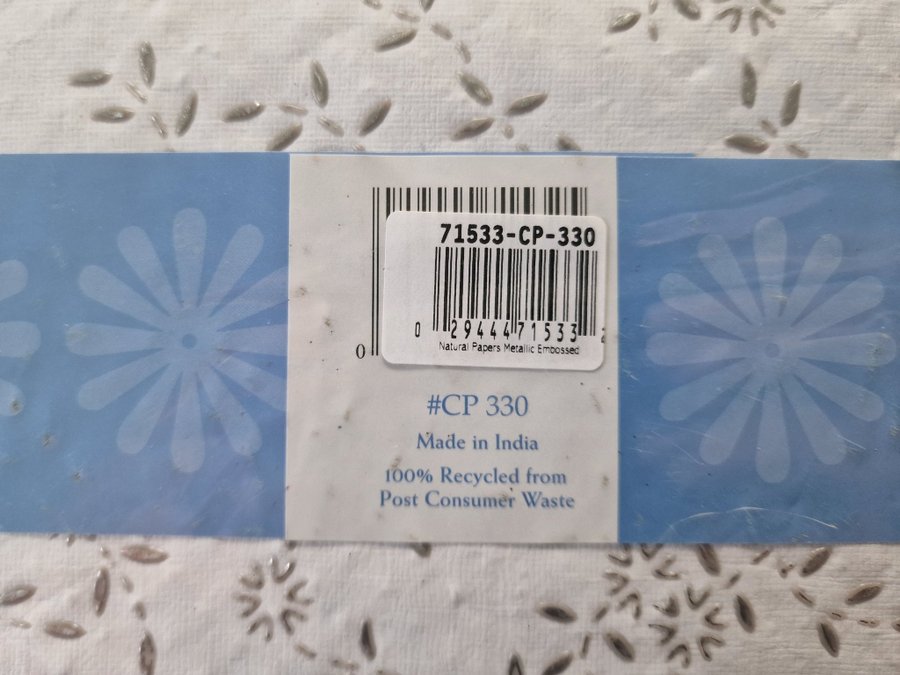 71533-CP-330
0 29444 71533 2
Natural Papers Metallic Embossed
0
#CP 330
Made in India
100% Recycled from
Post Consumer Waste